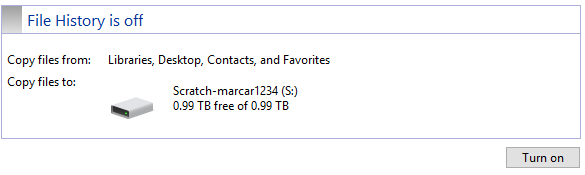 File History is off
Copy files from: Libraries, Desktop, Contacts, and Favorites
Copy files to:
Scratch-marcar1234 (S:)
0.99 TB free of 0.99 TB
Turn on